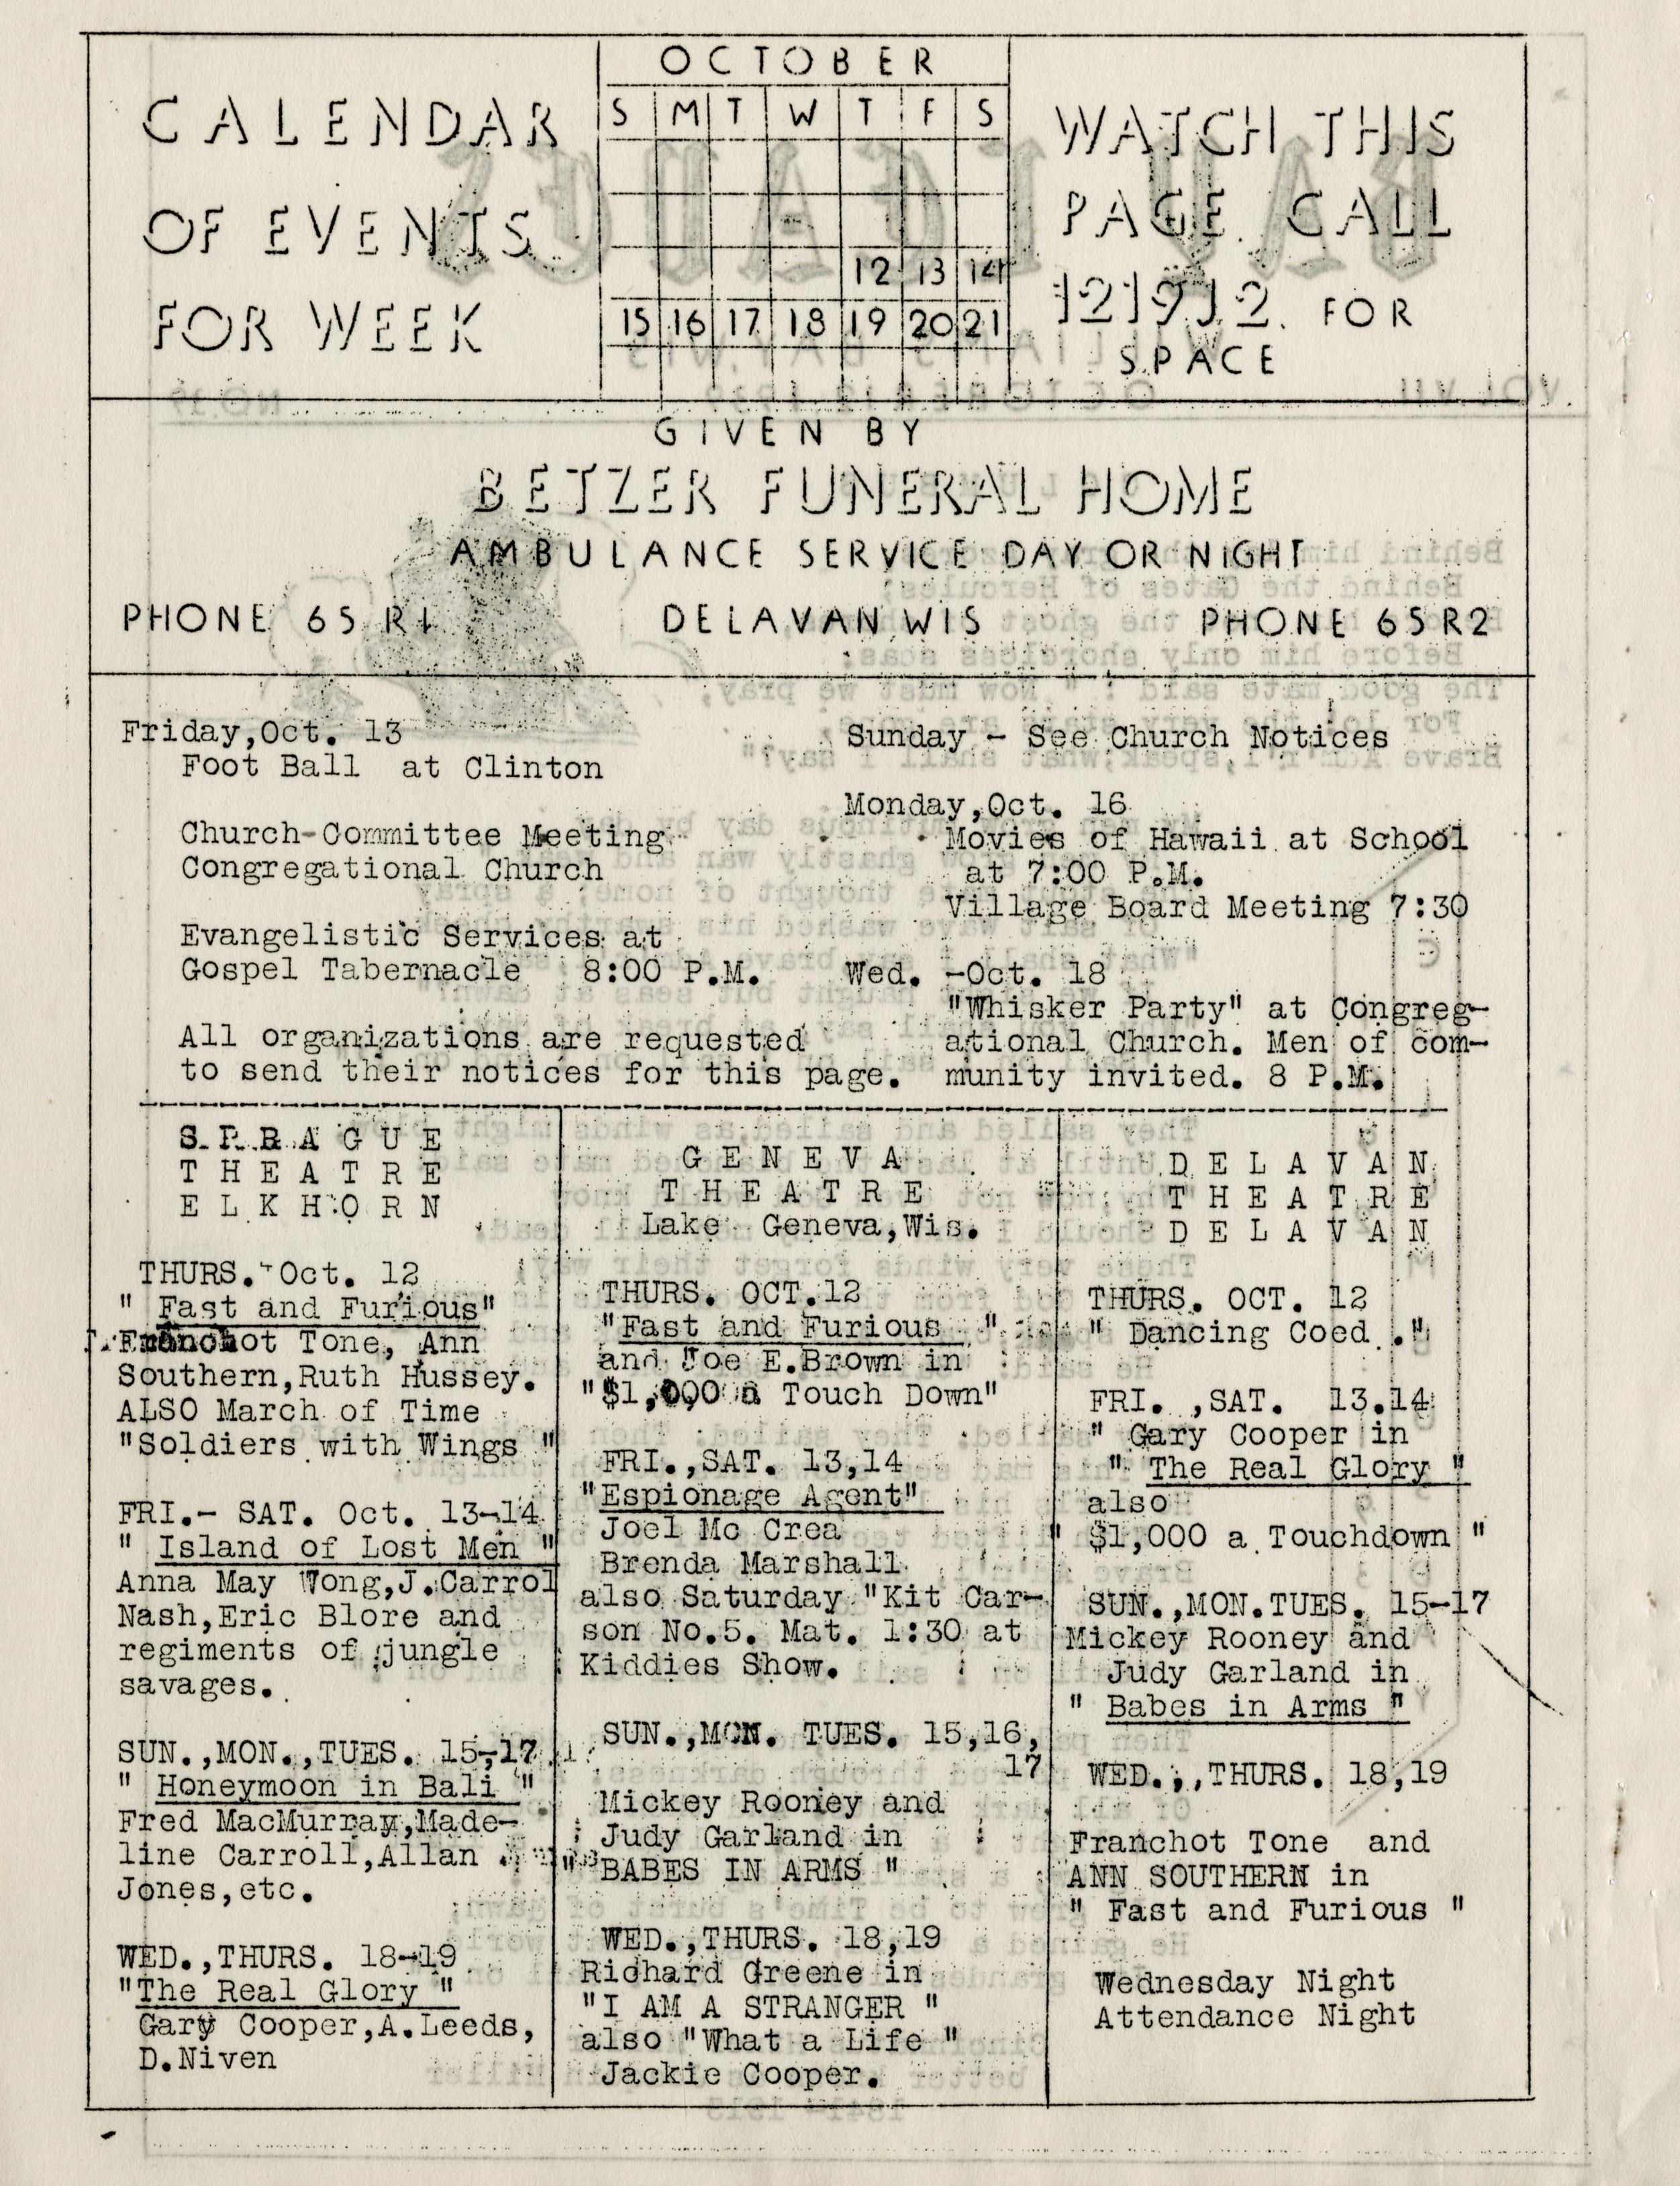 CALENDAR
OF EVENTS
FOR WEEK
OCTOBER
S M T W T F S
12 13 14
15 16 17 18 19 20 21
WATCH THIS
PAGE. CALL
121912. FOR
SPACE
GIVEN BY
BETZER FUNERAL HOME
AMBULANCE SERVICE DAY OR NIGHT
PHONE 65 R1 DELAVAN, WIS PHONE 65R2
Friday,Oct. 13
Foot Ball at Clinton
Church-Committee Meeting
Congregational Church
Evangelistic Services at
Gospel Tabernacle 8:00 P.M.
All organizations are requested
to send their notices for this page.
Sunday - See Church Notices
Monday,Oct. 16
Movies of Hawaii at School
at 7:00 P.M.
Village Board Meeting 7:30
Wed. -Oct. 18
"Whisker Party" at Congreg-
ational Church. Men of com-
munity invited. 8 P.M.
SPRAGUE
THEATRE
ELKHORN
THURS. Oct. 12
" Fast and Furious"
Franchot Tone, Ann
Southern,Ruth Hussey.
ALSO March of Time
"Soldiers with Wings "
FRI.- SAT. Oct. 13-14
" Island of Lost Men "
Anna May Wong,J.Carrol
Nash,Eric Blore and
regiments of jungle
savages.
SUN.,MON.,TUES. 15-17
" Honeymoon in Bali "
Fred MacMurray,Made-
line Carroll,Allan
Jones,etc.
WED.,THURS. 18-19
"The Real Glory "
Gary Cooper,A.Leeds,
D.Niven
GENEVA
THEATRE
Lake Geneva,Wis.
THURS. OCT.12
"Fast and Furious "
and Joe E.Brown in
"$1,000 a Touch Down"
FRI.,SAT. 13,14
"Espionage Agent"
Joel Mc Crea
Brenda Marshall
also Saturday "Kit Car-
son No.5. Mat. 1:30 at
Kiddies Show.
SUN.,MON. TUES. 15,16,
17
Mickey Rooney and
Judy Garland in
" BABES IN ARMS "
WED.,THURS. 18,19
Richard Greene in
"I AM A STRANGER "
also "What a Life "
Jackie Cooper.
DELAVAN
THEATRE
DELAVAN
THURS. OCT. 12
" Dancing Coed ."
FRI. ,SAT. 13.14
" Gary Cooper in
" The Real Glory "
also
" $1,000 a Touchdown "
SUN.,MON.TUES. 15-17
Mickey Rooney and
Judy Garland in
" Babes in Arms "
WED.,,THURS. 18,19
Franchot Tone and
ANN SOUTHERN in
" Fast and Furious "
Wednesday Night
Attendance Night